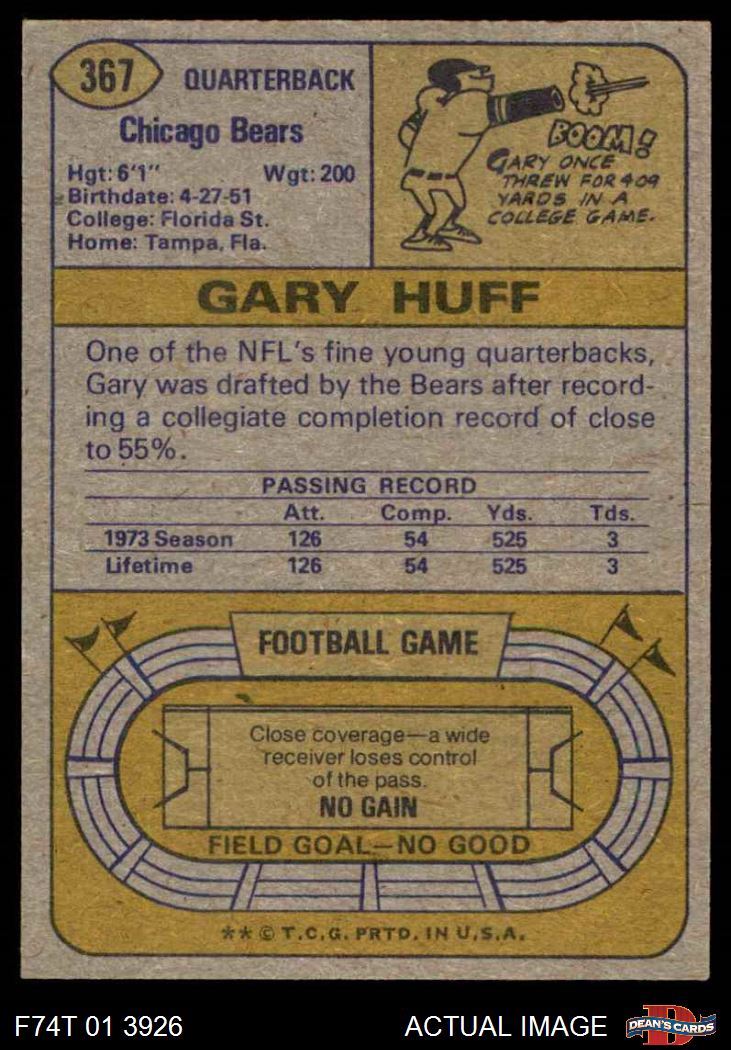 367
QUARTERBACK
Chicago Bears
Hgt: 6'1" Wgt: 200
Birthdate: 4-27-51
College: Florida St.
Home: Tampa, Fla.
BOOM!
GARY ONCE
THREW FOR 409
YARDS IN A
COLLEGE GAME.
GARY HUFF
One of the NFL's fine young quarterbacks,
Gary was drafted by the Bears after record-
ing a collegiate completion record of close
to 55%.
PASSING RECORD
Att. Comp. Yds. Tds.
1973 Season 126 54 525 3
Lifetime 126 54 525 3
FOOTBALL GAME
Close coverage—a wide
receiver loses control
of the pass.
NO GAIN
FIELD GOAL—NO GOOD
** © T.C.G. PRTD. IN U.S.A.
F74T 01 3926
ACTUAL IMAGE
D
DEAN'S CARDS